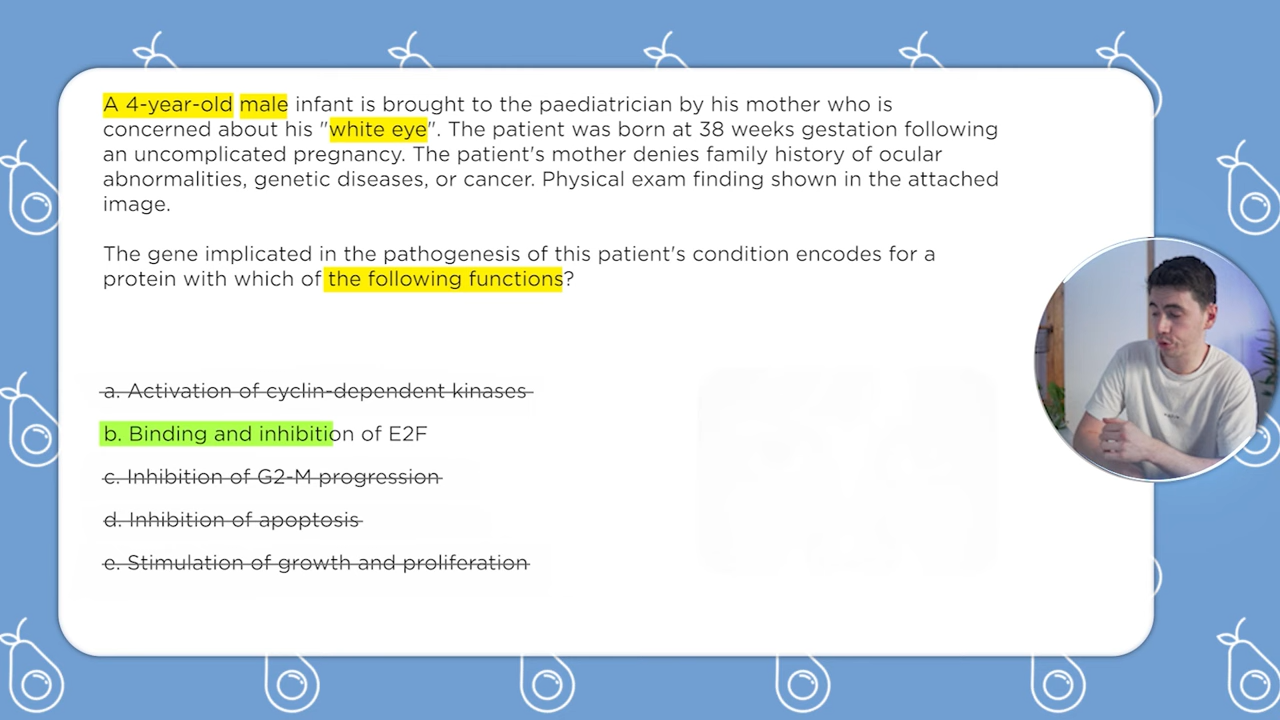 A 4-year-old male infant is brought to the paediatrician by his mother who is
concerned about his "white eye". The patient was born at 38 weeks gestation following
an uncomplicated pregnancy. The patient's mother denies family history of ocular
abnormalities, genetic diseases, or cancer. Physical exam finding shown in the attached
image.
The gene implicated in the pathogenesis of this patient's condition encodes for a
protein with which of the following functions?
a. Activation of cyclin-dependent kinases
b. Binding and inhibition of E2F
c. Inhibition of G2-M progression
d. Inhibition of apoptosis
e. Stimulation of growth and proliferation